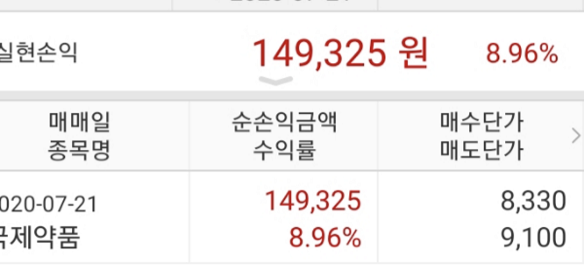 실현손익
149,325 원 8.96%
매매일 순손익금액 매수단가
종목명 수익률 매도단가
020-07-21 149,325 8,330
국제약품 8.96% 9,100